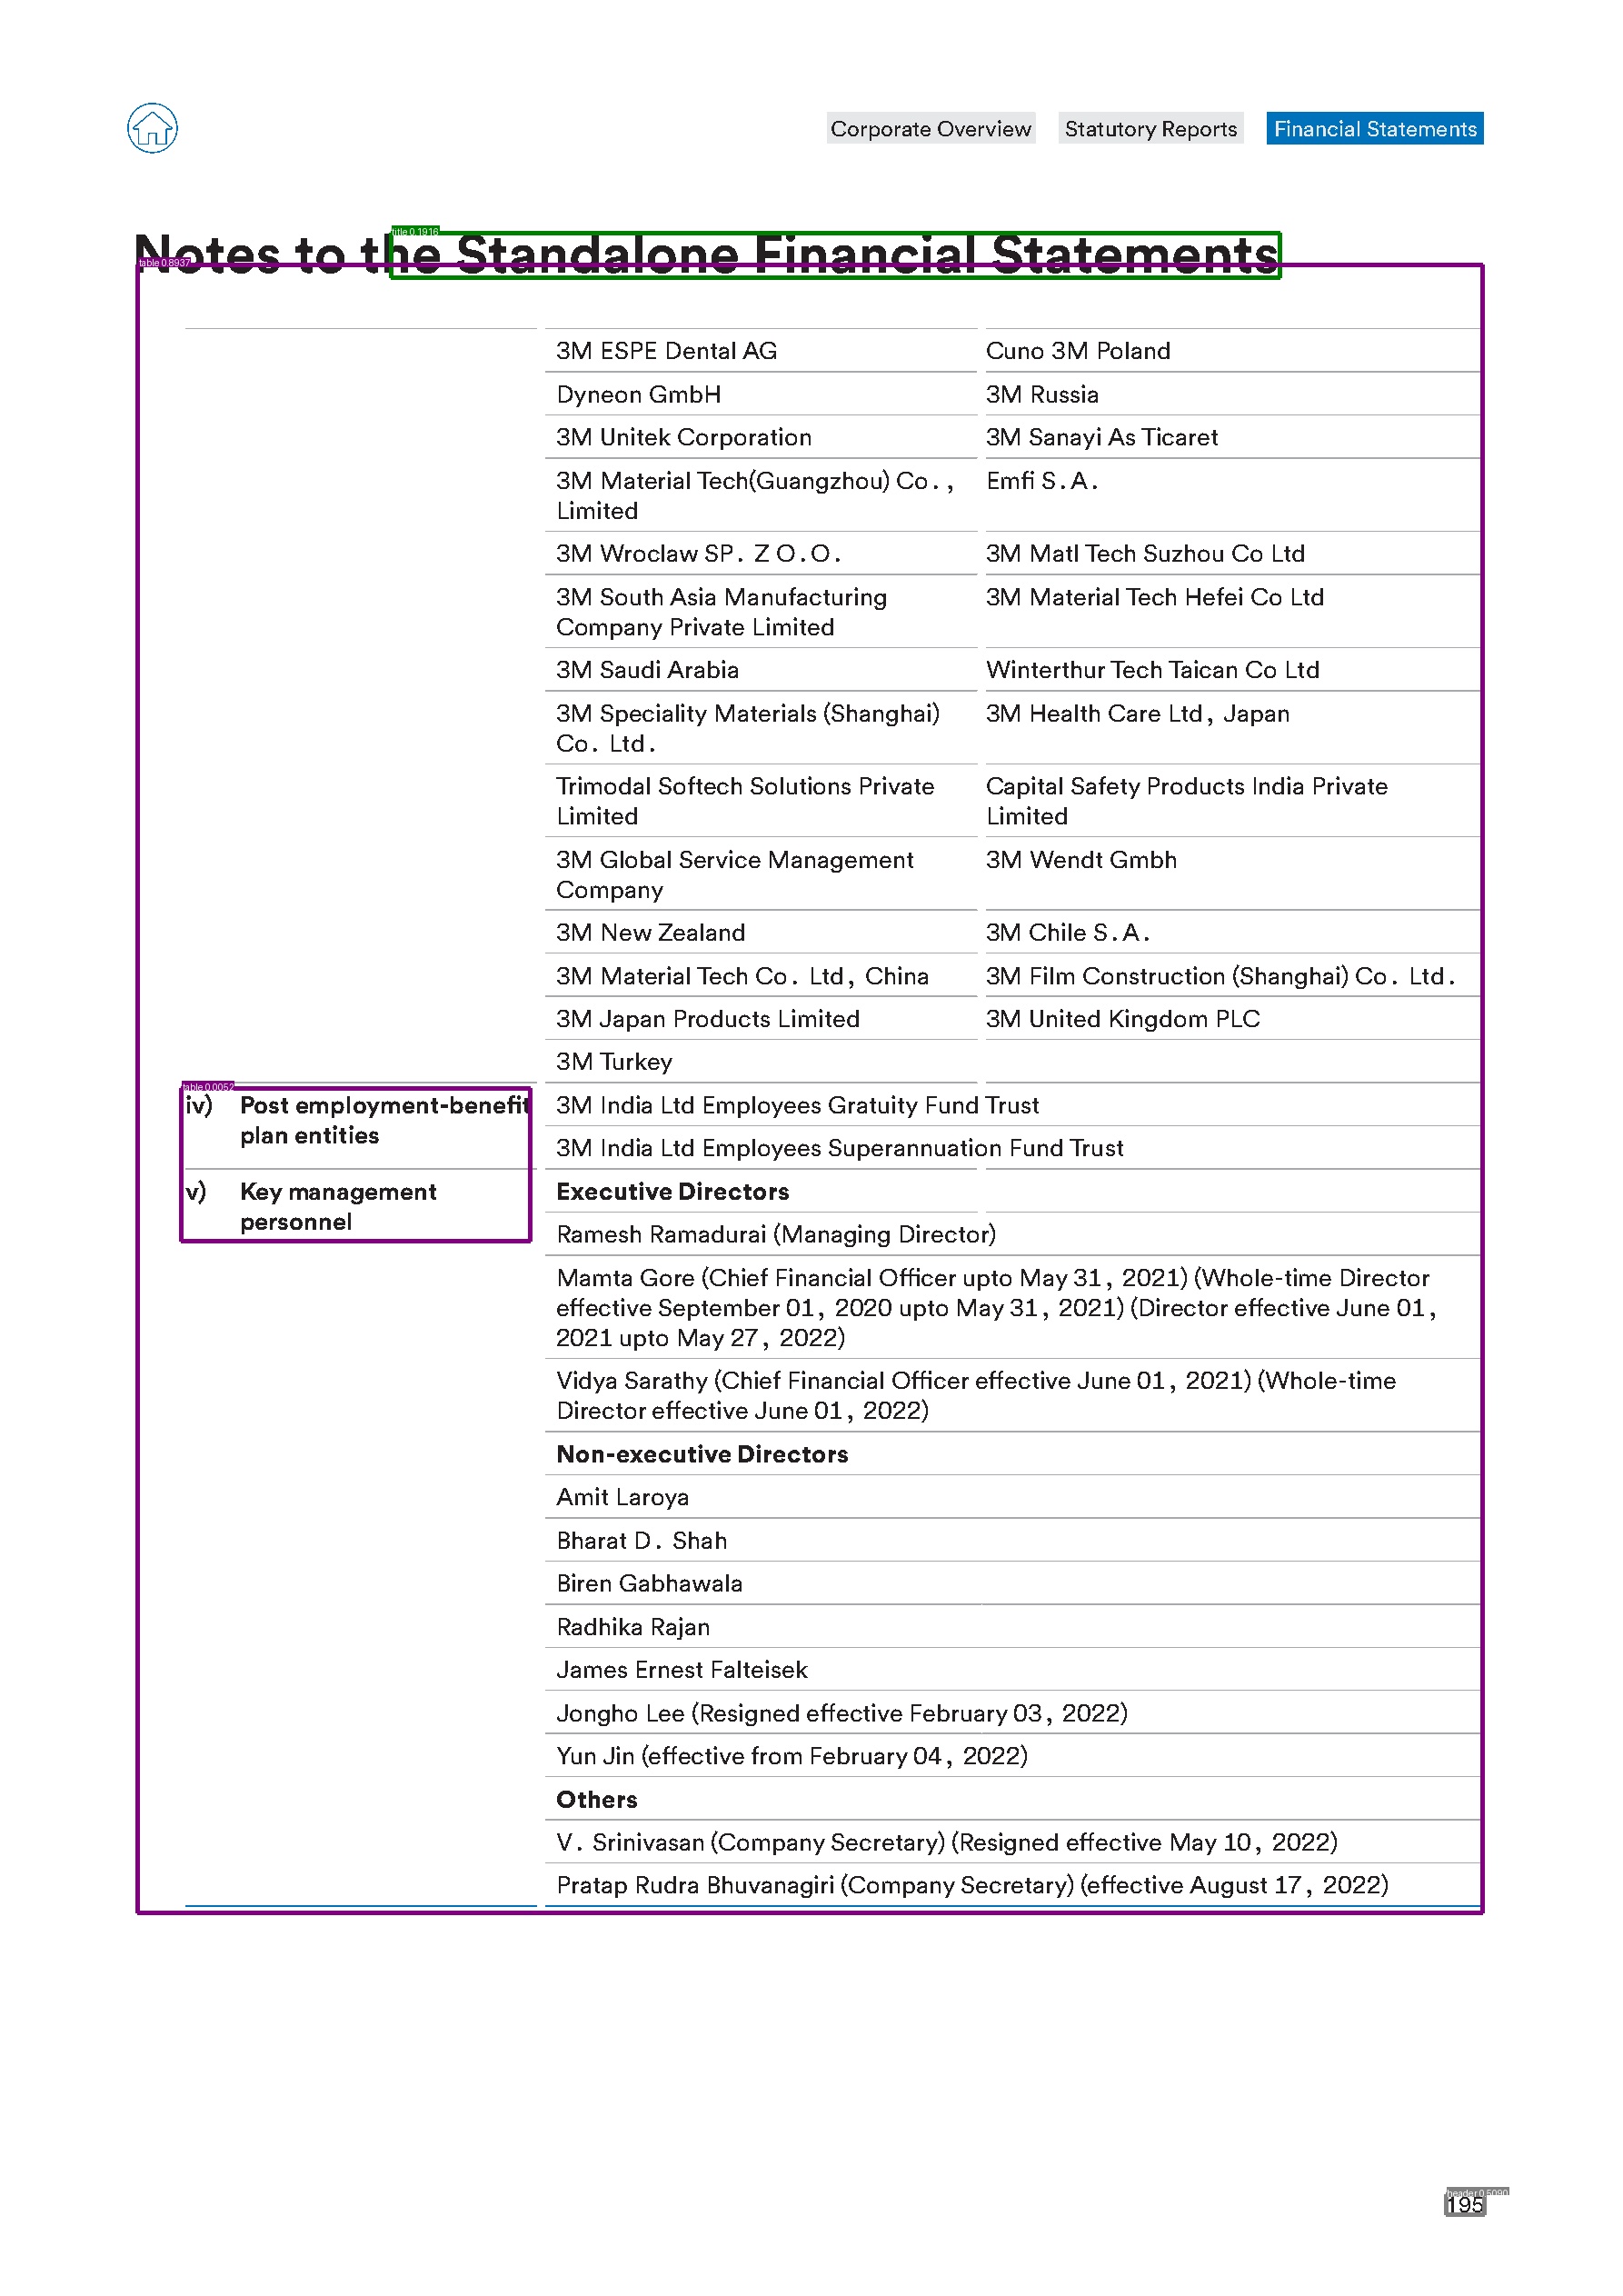 Corporate Overview Statutory Reports Financial Statements
title 0.1916
Notes to the Standalone Financial Statements
table 0.8937
3M ESPE Dental AG Cuno 3M Poland
Dyneon GmbH 3M Russia
3M Unitek Corporation 3M Sanayi As Ticaret
3M Material Tech(Guangzhou) Co., Emfi S.A.
Limited
3M Wroclaw SP. Z O.O. 3M Matl Tech Suzhou Co Ltd
3M South Asia Manufacturing 3M Material Tech Hefei Co Ltd
Company Private Limited
3M Saudi Arabia Winterthur Tech Taican Co Ltd
3M Speciality Materials (Shanghai) 3M Health Care Ltd, Japan
Co. Ltd.
Trimodal Softech Solutions Private Capital Safety Products India Private
Limited Limited
3M Global Service Management 3M Wendt Gmbh
Company
3M New Zealand 3M Chile S.A.
3M Material Tech Co. Ltd, China 3M Film Construction (Shanghai) Co. Ltd.
3M Japan Products Limited 3M United Kingdom PLC
3M Turkey
table 0.0052
iv) Post employment-benefit 3M India Ltd Employees Gratuity Fund Trust
plan entities
3M India Ltd Employees Superannuation Fund Trust
v) Key management Executive Directors
personnel
Ramesh Ramadurai (Managing Director)
Mamta Gore (Chief Financial Officer upto May 31, 2021) (Whole-time Director
effective September 01, 2020 upto May 31, 2021) (Director effective June 01,
2021 upto May 27, 2022)
Vidya Sarathy (Chief Financial Officer effective June 01, 2021) (Whole-time
Director effective June 01, 2022)
Non-executive Directors
Amit Laroya
Bharat D. Shah
Biren Gabhawala
Radhika Rajan
James Ernest Falteisek
Jongho Lee (Resigned effective February 03, 2022)
Yun Jin (effective from February 04, 2022)
Others
V. Srinivasan (Company Secretary) (Resigned effective May 10, 2022)
Pratap Rudra Bhuvanagiri (Company Secretary) (effective August 17, 2022)
header 0.5090
195